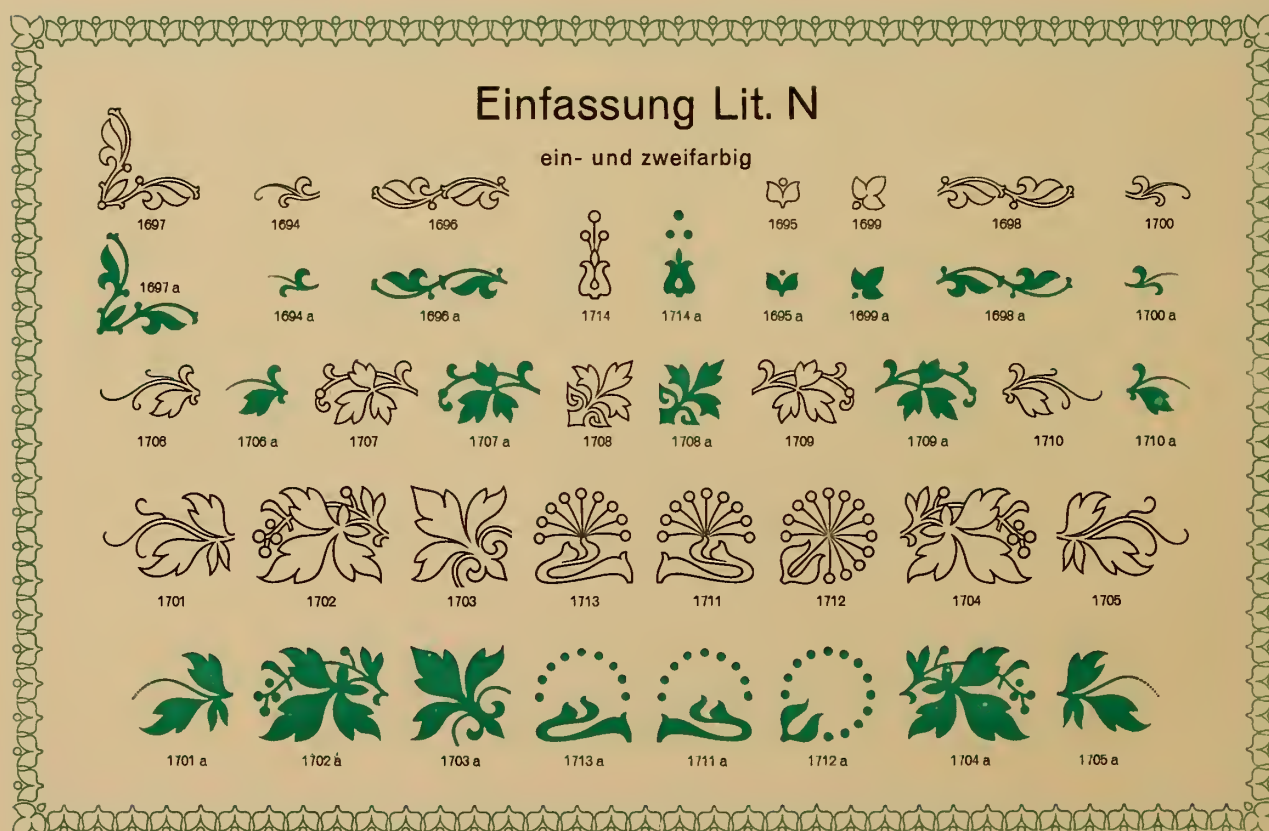 Einfassung Lit. N
ein- und zweifarbig
1697 1694 1696 1695 1699 1698 1700
1697 a 1694 a 1696 a 1714 1714 a 1695 a 1699 a 1698 a 1700 a
1706 1706 a 1707 1707 a 1708 1708 a 1709 1709 a 1710 1710 a
1701 1702 1703 1713 1711 1712 1704 1705
1701 a 1702 a 1703 a 1713 a 1711 a 1712 a 1704 a 1705 a